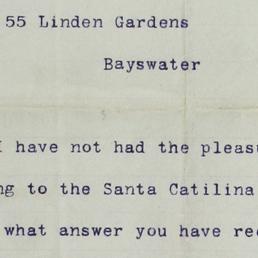 55 Linden Gardens
Bayswater
I have not had the pleasu
ng to the Santa Catilina
what answer you have rec